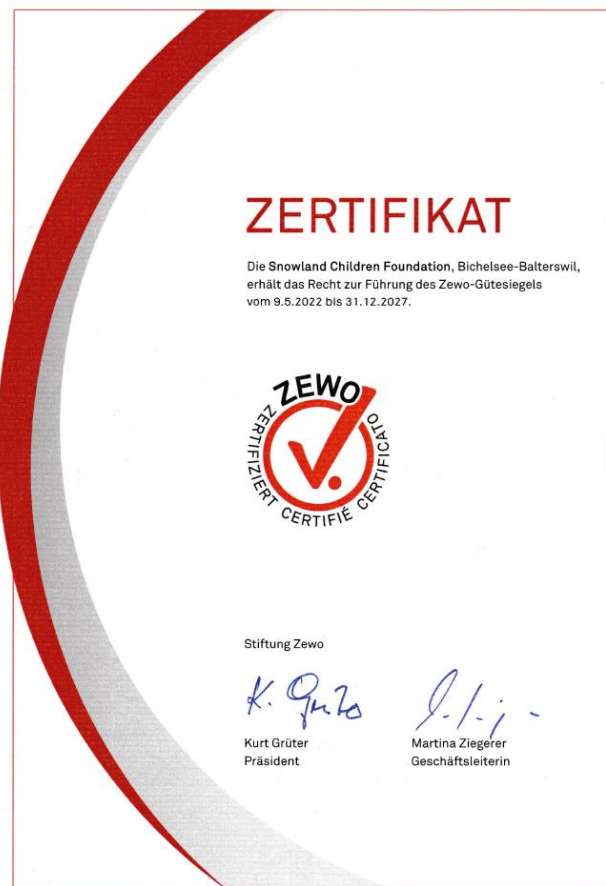 ZERTIFIKAT
Die Snowland Children Foundation, Bichelsee-Balterswil,
erhält das Recht zur Führung des Zewo-Gütesiegels
vom 9.5.2022 bis 31.12.2027.
ZEWO
ZERTIFIZIERT CERTIFIÉ CERTIFICATO
Stiftung Zewo
K. Grüter
Kurt Grüter
Martina Ziegerer
Präsident
Geschäftsleiterin